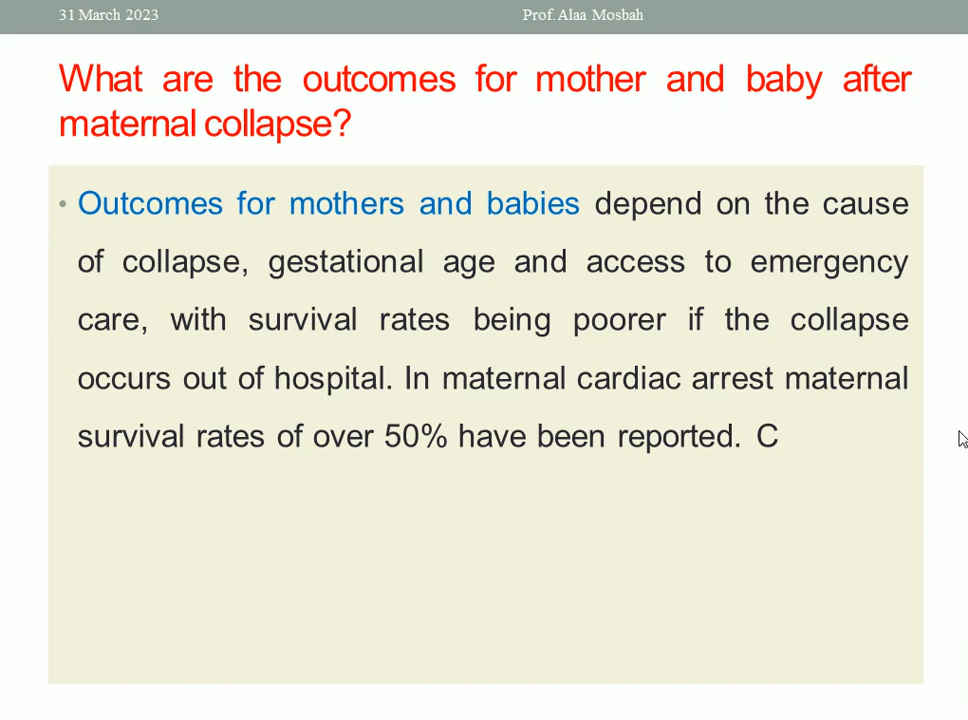 31 March 2023
Prof. Alaa Mosbah
What are the outcomes for mother and baby after
maternal collapse?
• Outcomes for mothers and babies depend on the cause
of collapse, gestational age and access to emergency
care, with survival rates being poorer if the collapse
occurs out of hospital. In maternal cardiac arrest maternal
survival rates of over 50% have been reported. C